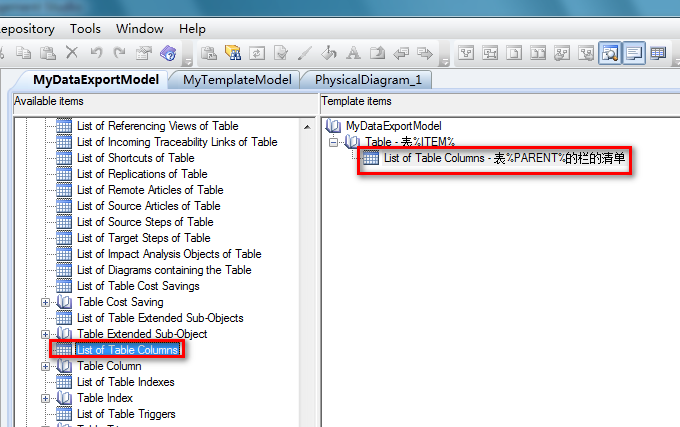 Repository Tools Window Help
MyDataExportModel MyTemplateModel PhysicalDiagram_1
Available items
Template items
List of Referencing Views of Table
List of Incoming Traceability Links of Table
List of Shortcuts of Table
List of Replications of Table
List of Remote Articles of Table
List of Source Articles of Table
List of Source Steps of Table
List of Target Steps of Table
List of Impact Analysis Objects of Table
List of Diagrams containing the Table
List of Table Cost Savings
Table Cost Saving
List of Table Extended Sub-Objects
Table Extended Sub-Object
List of Table Columns
Table Column
List of Table Indexes
Table Index
List of Table Triggers
MyDataExportModel
Table - 表%ITEM%
List of Table Columns - 表%PARENT%的栏的清单